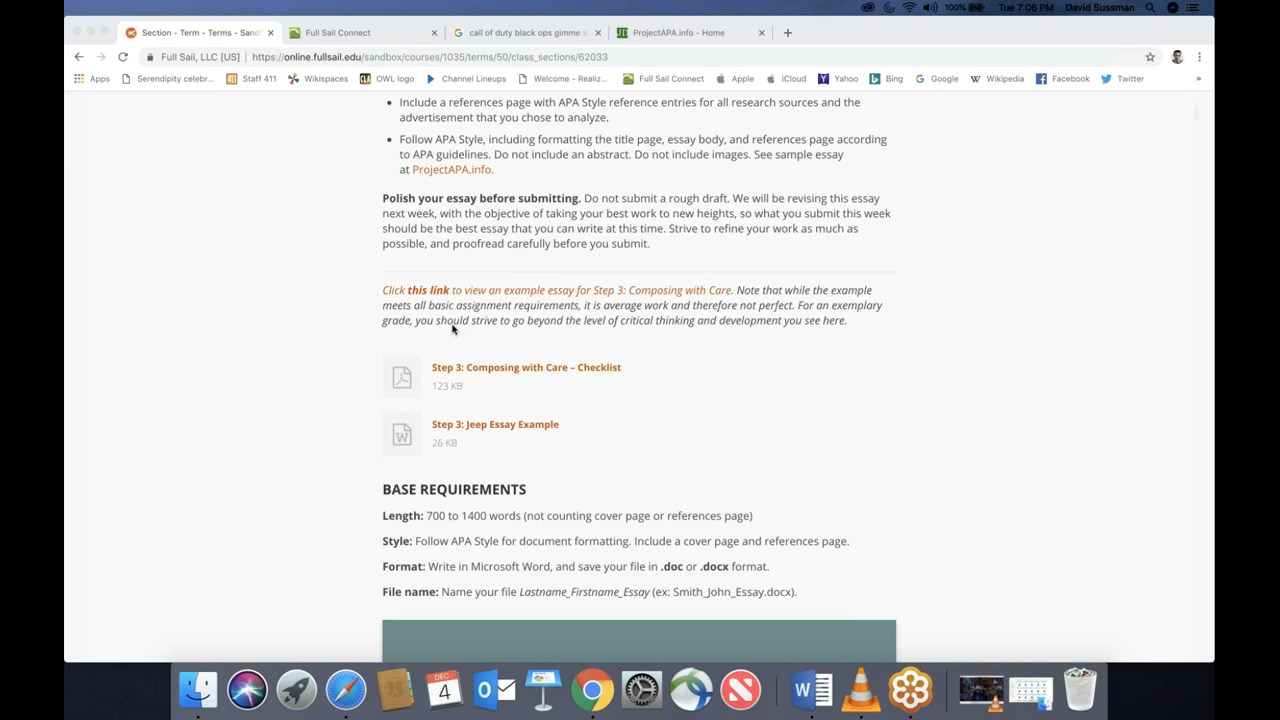 100%
Tue 7:06 PM
David Sussman
Section - Term - Terms - Sand
Full Sail Connect
call of duty black ops gimme s
ProjectAPA.info - Home
Full Sail, LLC [US]
https://online.fullsail.edu/sandbox/courses/1035/terms/50/class_sections/62033
Apps
Serendipity celebr...
Staff 411
Wikispaces
OWL logo
Channel Lineups
Welcome - Realiz...
Full Sail Connect
Apple
iCloud
Yahoo
Bing
Google
Wikipedia
Facebook
Twitter
»
• Include a references page with APA Style reference entries for all research sources and the
advertisement that you chose to analyze.
• Follow APA Style, including formatting the title page, essay body, and references page according
to APA guidelines. Do not include an abstract. Do not include images. See sample essay
at ProjectAPA.info.
Polish your essay before submitting. Do not submit a rough draft. We will be revising this essay
next week, with the objective of taking your best work to new heights, so what you submit this week
should be the best essay that you can write at this time. Strive to refine your work as much as
possible, and proofread carefully before you submit.
Click this link to view an example essay for Step 3: Composing with Care. Note that while the example
meets all basic assignment requirements, it is average work and therefore not perfect. For an exemplary
grade, you should strive to go beyond the level of critical thinking and development you see here.
Step 3: Composing with Care – Checklist
123 KB
Step 3: Jeep Essay Example
26 KB
BASE REQUIREMENTS
Length: 700 to 1400 words (not counting cover page or references page)
Style: Follow APA Style for document formatting. Include a cover page and references page.
Format: Write in Microsoft Word, and save your file in .doc or .docx format.
File name: Name your file Lastname_Firstname_Essay (ex: Smith_John_Essay.docx).
DEC
4